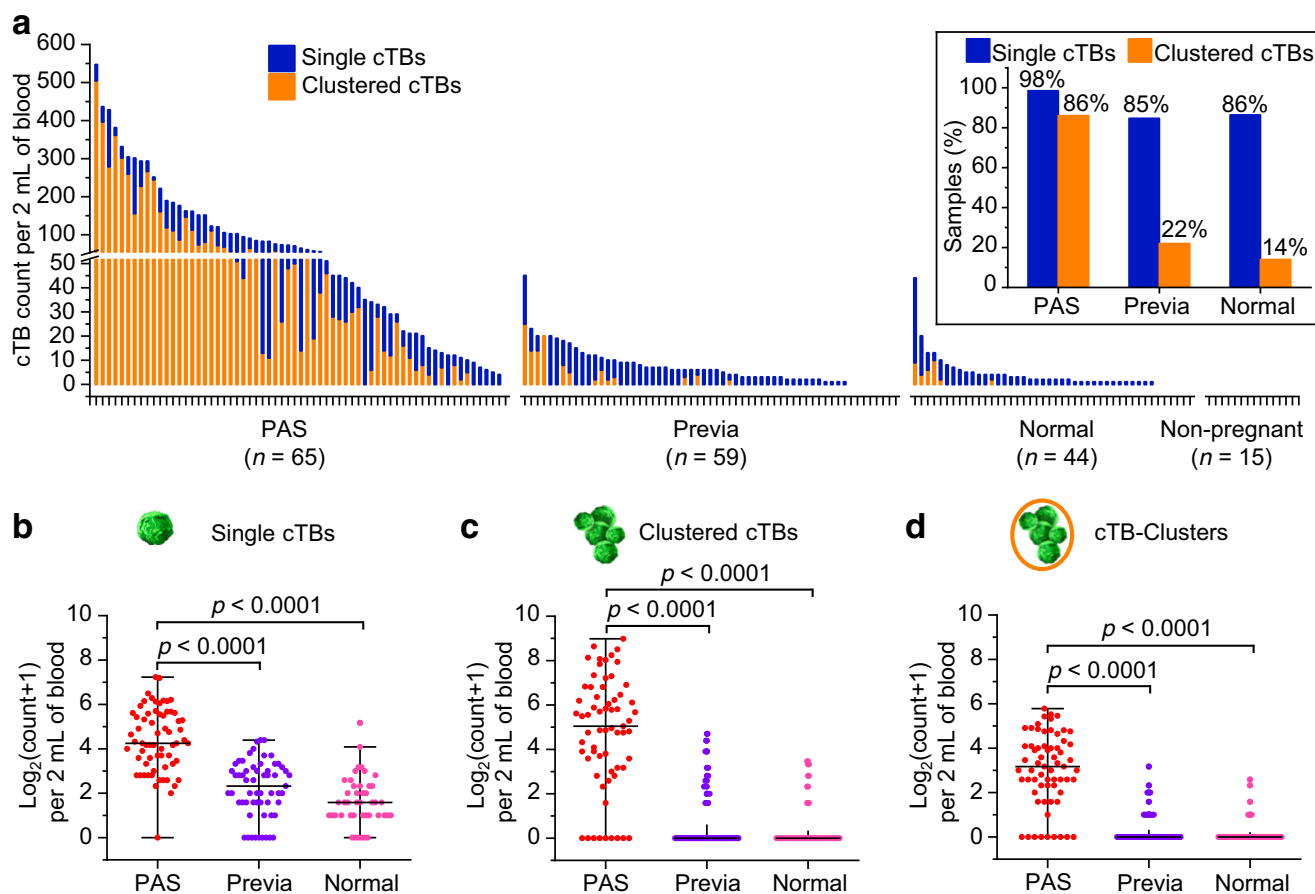 a
Single cTBs
Clustered cTBs
cTB count per 2 mL of blood
600
500
400
300
200
100
50
40
30
20
10
0
PAS
(n = 65)
Previa
(n = 59)
Normal
(n = 44)
Non-pregnant
(n = 15)
Single cTBs
Clustered cTBs
Samples (%)
100
80
60
40
20
0
98%
86%
85%
22%
86%
14%
PAS
Previa
Normal
b
Single cTBs
Log2(count+1)
per 2 mL of blood
10
8
6
4
2
0
p < 0.0001
p < 0.0001
PAS
Previa
Normal
c
Clustered cTBs
Log2(count+1)
per 2 mL of blood
10
8
6
4
2
0
p < 0.0001
p < 0.0001
PAS
Previa
Normal
d
cTB-Clusters
Log2(count+1)
per 2 mL of blood
10
8
6
4
2
0
p < 0.0001
p < 0.0001
PAS
Previa
Normal